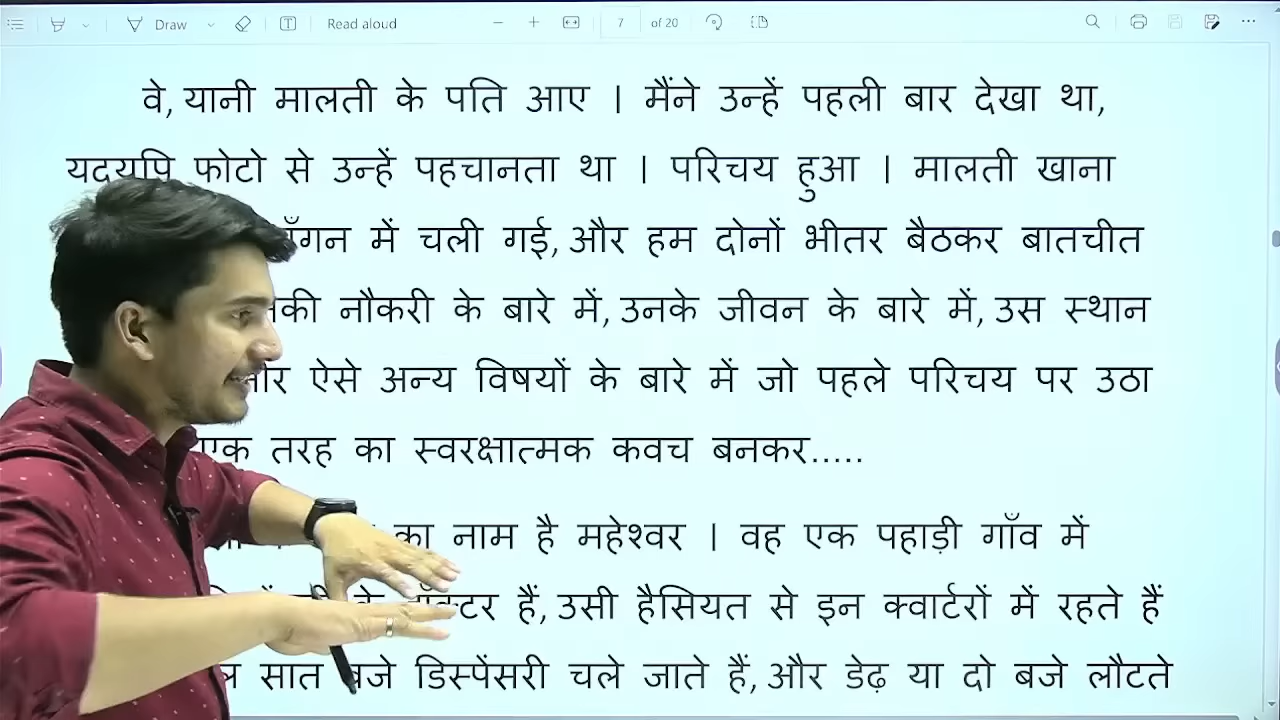 Draw
Read aloud
7 of 20
वे, यानी मालती के पति आए । मैंने उन्हें पहली बार देखा था,
यद्यपि फोटो से उन्हें पहचानता था । परिचय हुआ । मालती खाना
में चली गई, और हम दोनों भीतर बैठकर बातचीत
नौकरी के बारे में, उनके जीवन के बारे में, उस स्थान
ऐसे अन्य विषयों के बारे में जो पहले परिचय पर उठा
एक तरह का स्वरक्षात्मक कवच बनकर.....
का नाम है महेश्वर । वह एक पहाड़ी गाँव में
हैं, उसी हैसियत से इन क्वार्टरों में रहते हैं
सात बजे डिस्पेंसरी चले जाते हैं, और डेढ़ या दो बजे लौटते